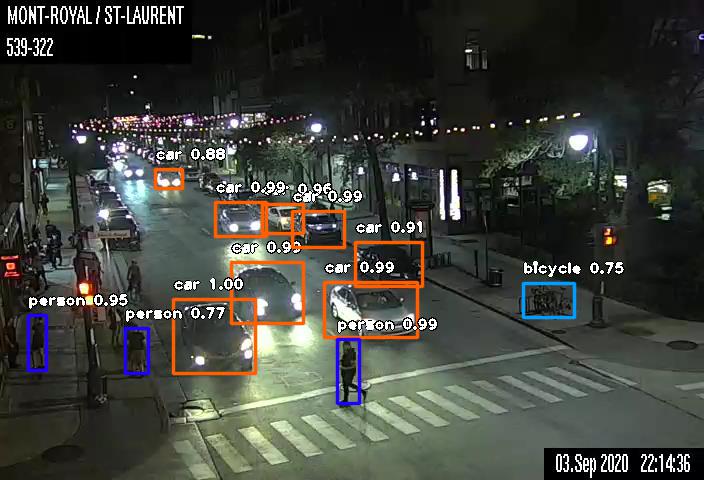 MONT-ROYAL / ST-LAURENT
539-322
car 0.88
car 0.99
0.96
car 0.99
car 0.91
car 0.99
car 0.99
bicycle 0.75
car 1.00
person 0.95
person 0.77
person 0.99
03.Sep 2020 22:14:36